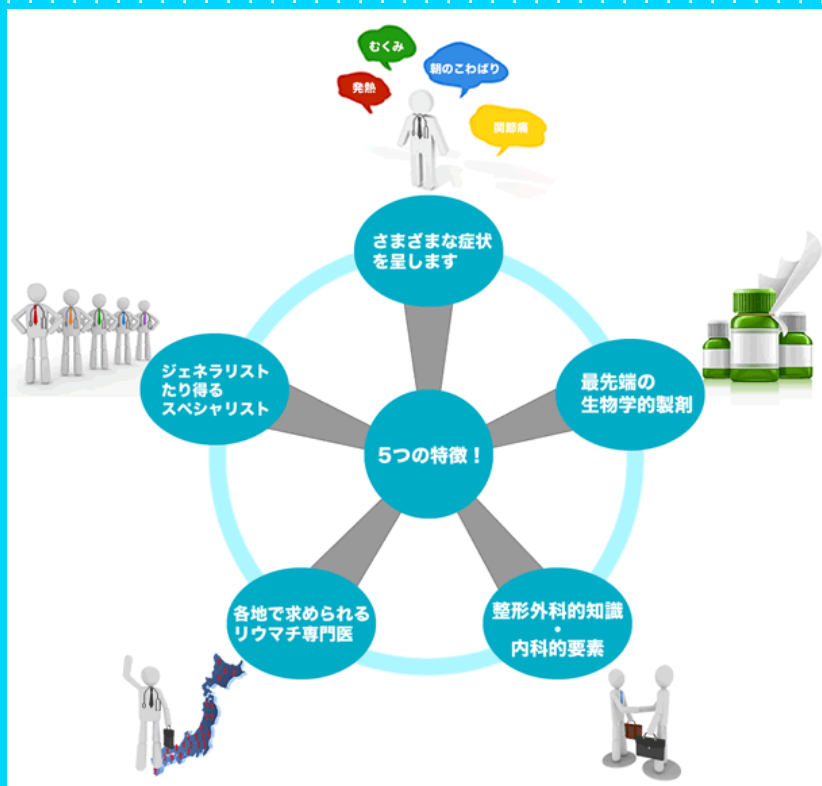 むくみ
朝のこわばり
発熱
関節痛
さまざまな症状
を呈します
ジェネラリスト
たり得る
スペシャリスト
最先端の
生物学的製剤
5つの特徴！
各地で求められる
リウマチ専門医
整形外科的知識
・
内科的要素